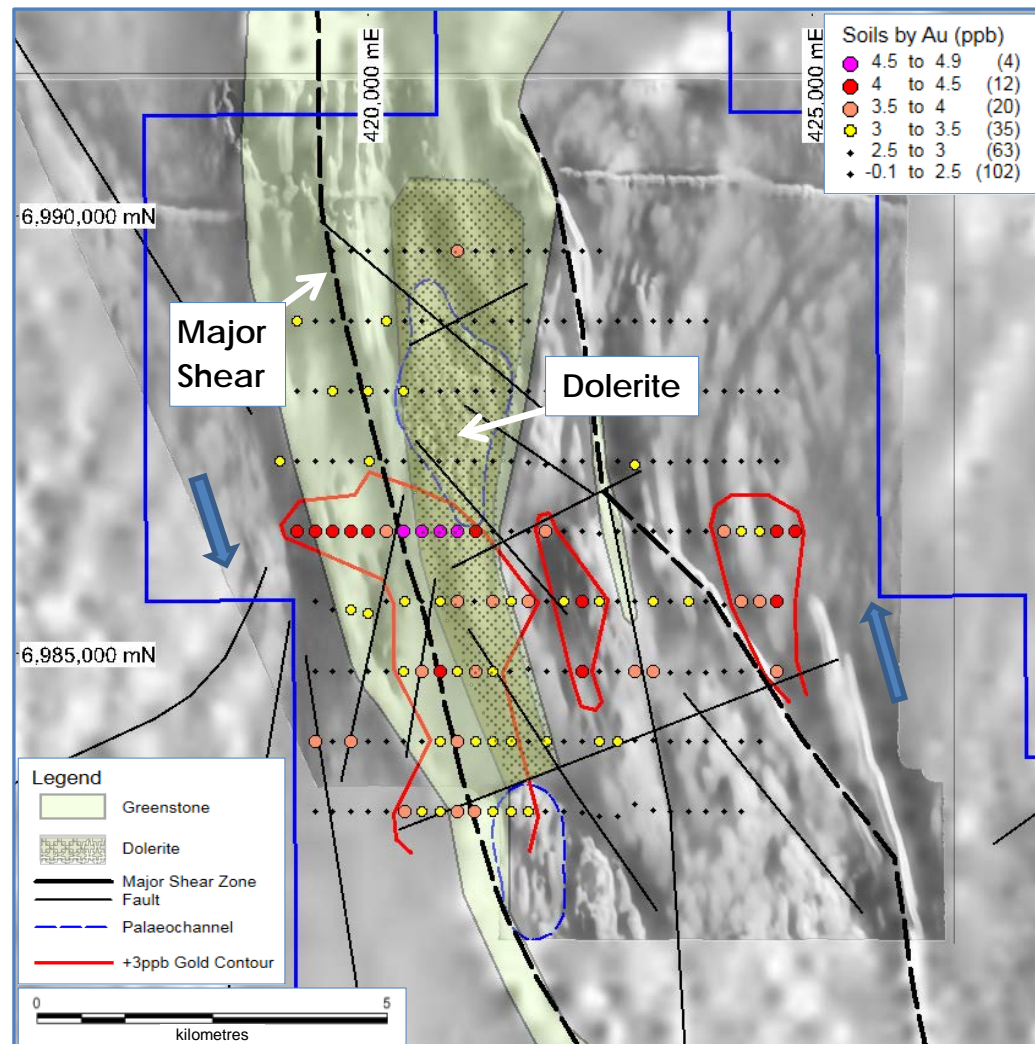 420,000 mE
425,000 mE
Soils by Au (ppb)
4.5 to 4.9 (4)
4 to 4.5 (12)
3.5 to 4 (20)
3 to 3.5 (35)
2.5 to 3 (63)
-0.1 to 2.5 (102)
6,990,000 mN
Major
Shear
Dolerite
6,985,000 mN
Legend
Greenstone
Dolerite
Major Shear Zone
Fault
Palaeochannel
+3ppb Gold Contour
0 5
kilometres